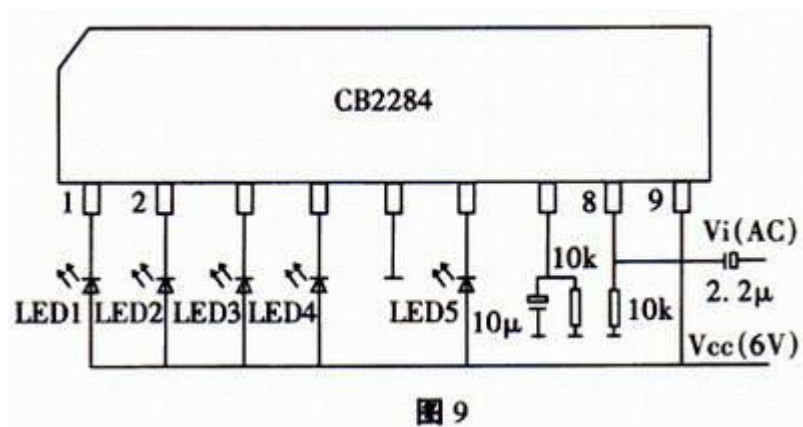 CB2284
1 2 8 9
Vi(AC)
10k
2.2μ
LED1 LED2 LED3 LED4 LED5 10μ 10k
Vcc(6V)
图 9